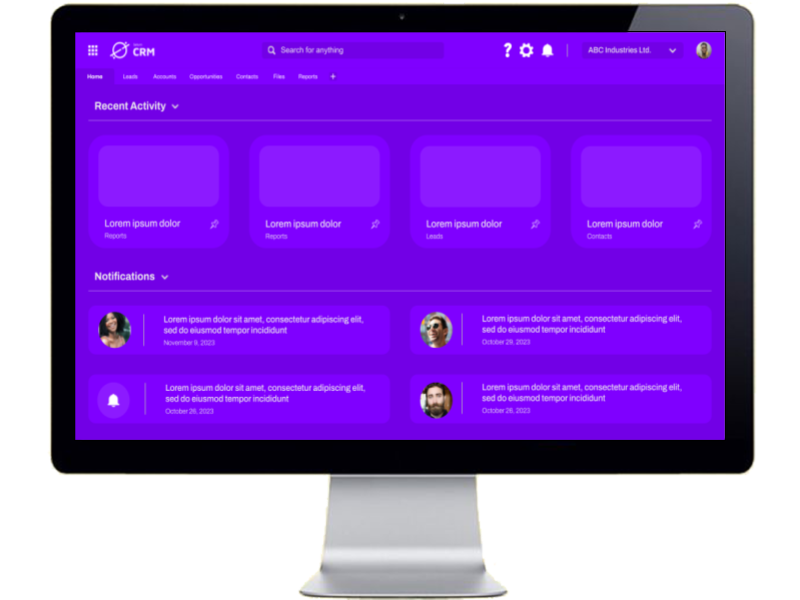 CRM
Search for anything
?
ABC Industries Ltd.
Home Leads Accounts Opportunities Contacts Files Reports +
Recent Activity
Lorem ipsum dolor
Reports
Lorem ipsum dolor
Reports
Lorem ipsum dolor
Leads
Lorem ipsum dolor
Contacts
Notifications
Lorem ipsum dolor sit amet, consectetur adipiscing elit,
sed do eiusmod tempor incididunt
November 9, 2023
Lorem ipsum dolor sit amet, consectetur adipiscing elit,
sed do eiusmod tempor incididunt
October 29, 2023
Lorem ipsum dolor sit amet, consectetur adipiscing elit,
sed do eiusmod tempor incididunt
October 26, 2023
Lorem ipsum dolor sit amet, consectetur adipiscing elit,
sed do eiusmod tempor incididunt
October 26, 2023